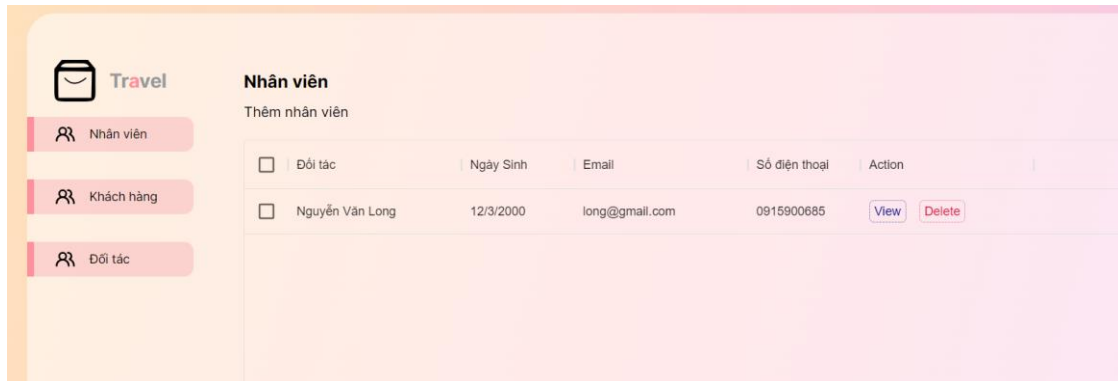 Travel
Nhân viên
Khách hàng
Đối tác
Nhân viên
Thêm nhân viên
Đối tác Ngày Sinh Email Số điện thoại Action
Nguyễn Văn Long 12/3/2000 long@gmail.com 0915900685 View Delete